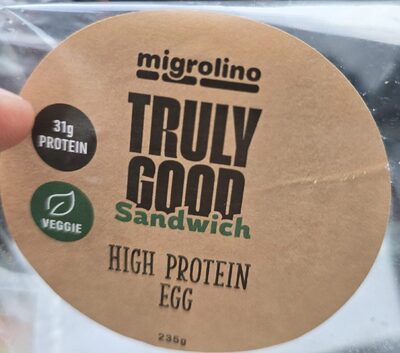 migrolino
TRULY
GOOD
Sandwich
31g
PROTEIN
VEGGIE
HIGH PROTEIN
EGG
235g